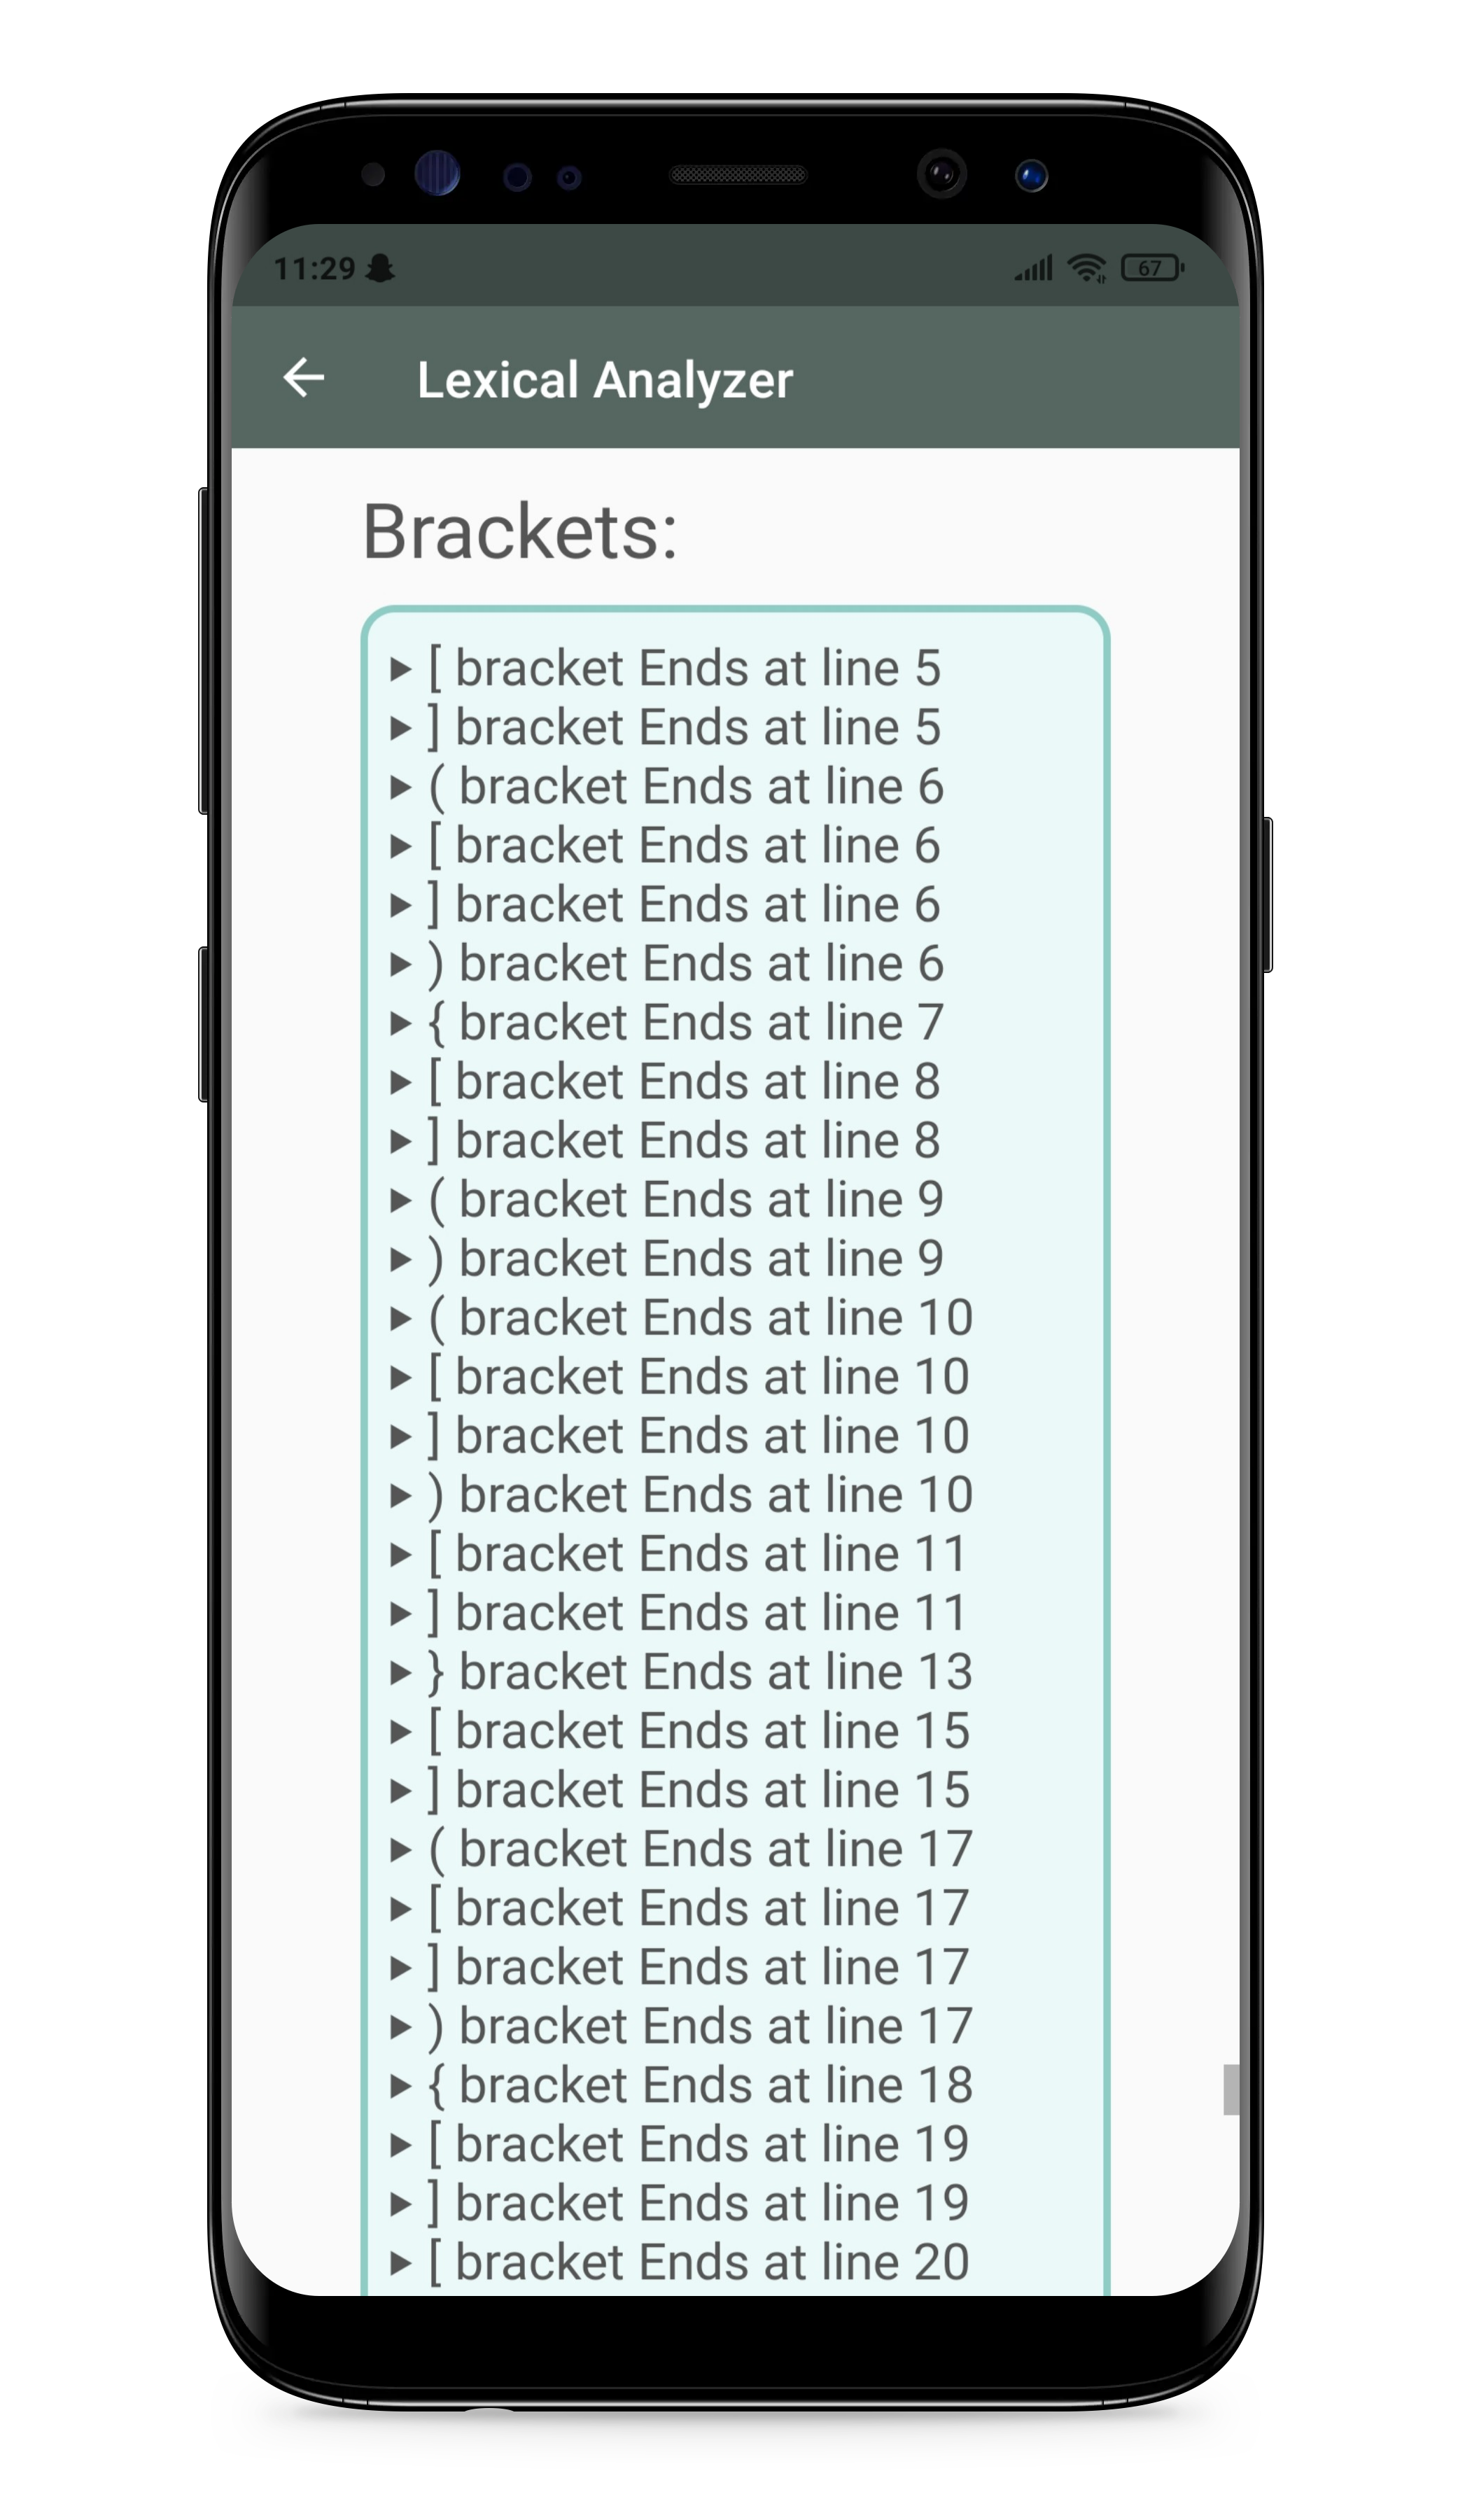 11:29 67
Lexical Analyzer
Brackets:
▶ [ bracket Ends at line 5
▶ ] bracket Ends at line 5
▶ ( bracket Ends at line 6
▶ [ bracket Ends at line 6
▶ ] bracket Ends at line 6
▶ ) bracket Ends at line 6
▶ { bracket Ends at line 7
▶ [ bracket Ends at line 8
▶ ] bracket Ends at line 8
▶ ( bracket Ends at line 9
▶ ) bracket Ends at line 9
▶ ( bracket Ends at line 10
▶ [ bracket Ends at line 10
▶ ] bracket Ends at line 10
▶ ) bracket Ends at line 10
▶ [ bracket Ends at line 11
▶ ] bracket Ends at line 11
▶ } bracket Ends at line 13
▶ [ bracket Ends at line 15
▶ ] bracket Ends at line 15
▶ ( bracket Ends at line 17
▶ [ bracket Ends at line 17
▶ ] bracket Ends at line 17
▶ ) bracket Ends at line 17
▶ { bracket Ends at line 18
▶ [ bracket Ends at line 19
▶ ] bracket Ends at line 19
▶ [ bracket Ends at line 20